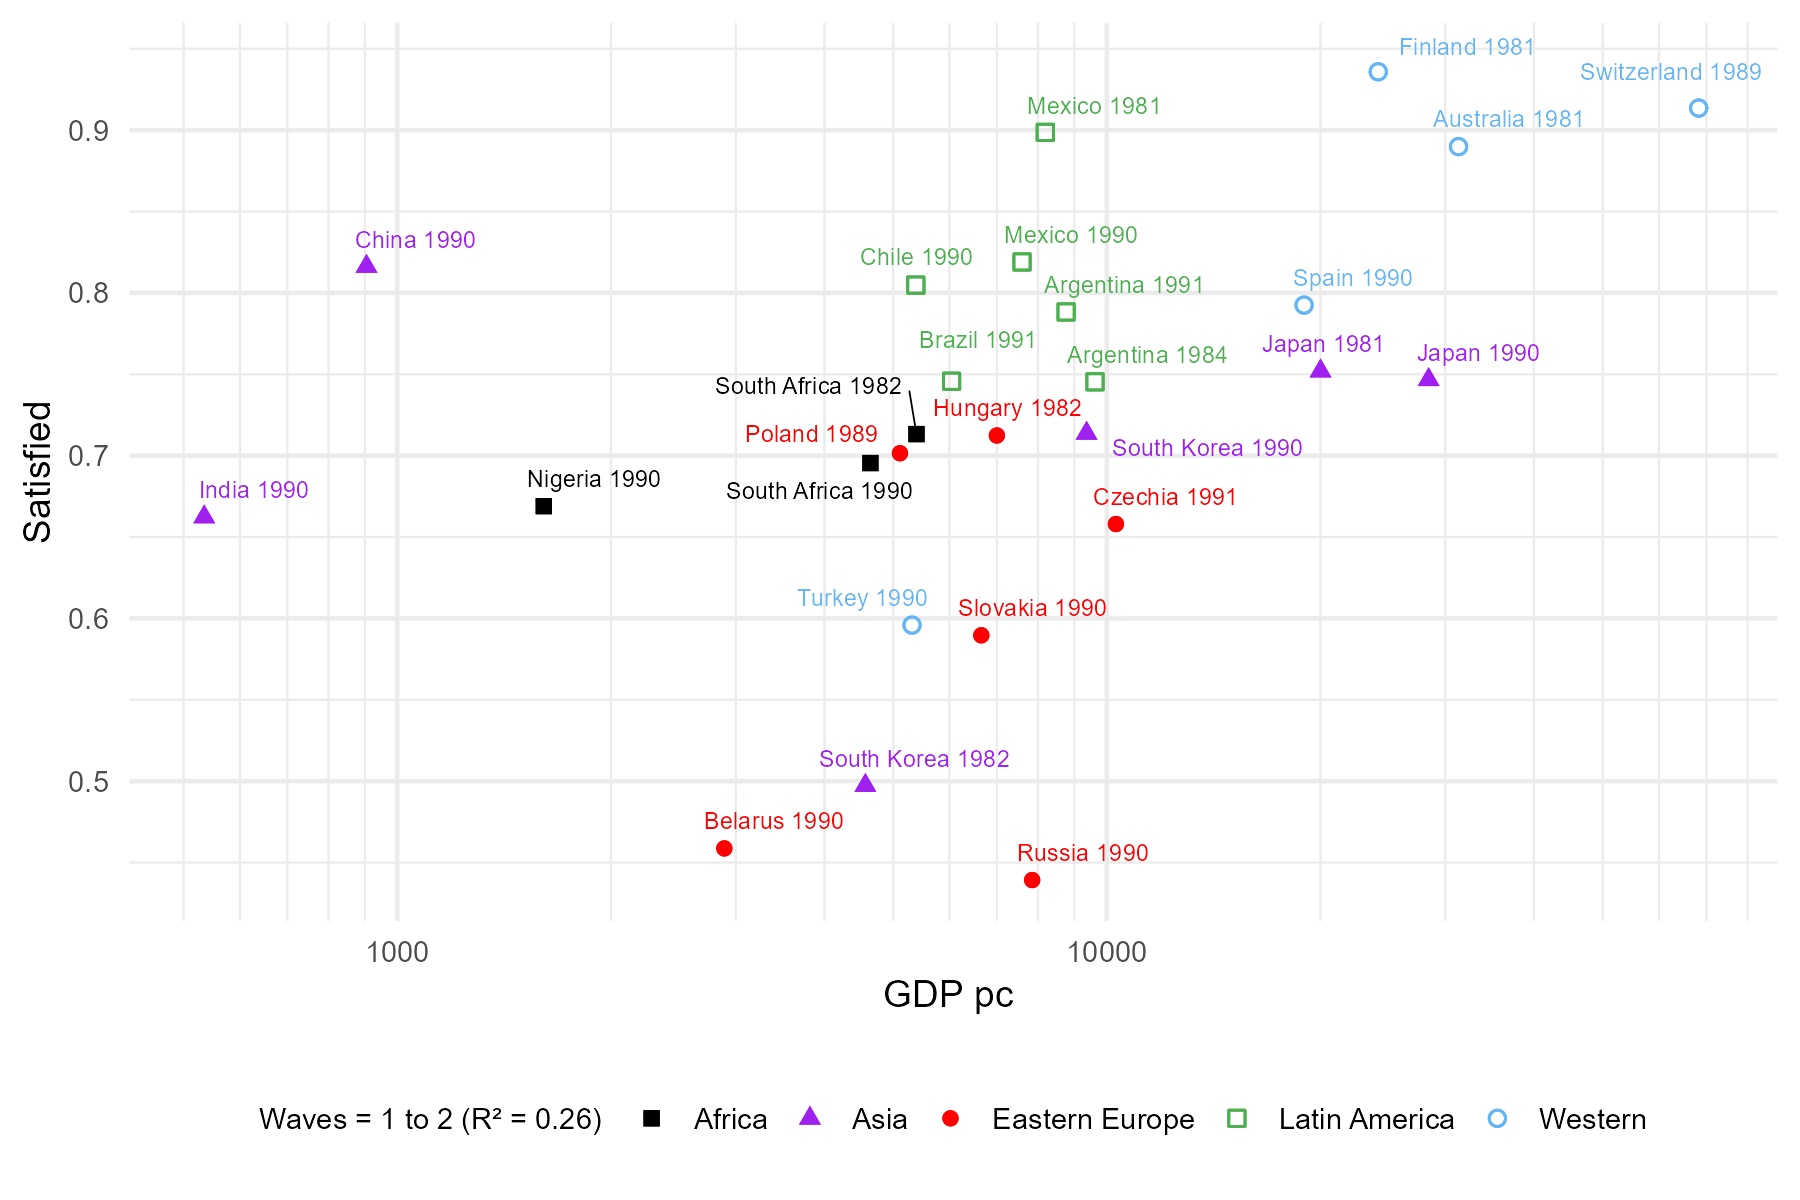 Finland 1981
Switzerland 1989
Mexico 1981
Australia 1981
0.9
China 1990
Mexico 1990
Chile 1990
Spain 1990
Argentina 1991
0.8
Brazil 1991
Japan 1981
Japan 1990
Argentina 1984
South Africa 1982
Hungary 1982
Poland 1989
South Korea 1990
0.7
Nigeria 1990
India 1990
South Africa 1990
Czechia 1991
Satisfied
Turkey 1990
Slovakia 1990
0.6
South Korea 1982
0.5
Belarus 1990
Russia 1990
1000 10000
GDP pc
Waves = 1 to 2 (R² = 0.26) Africa Asia Eastern Europe Latin America Western